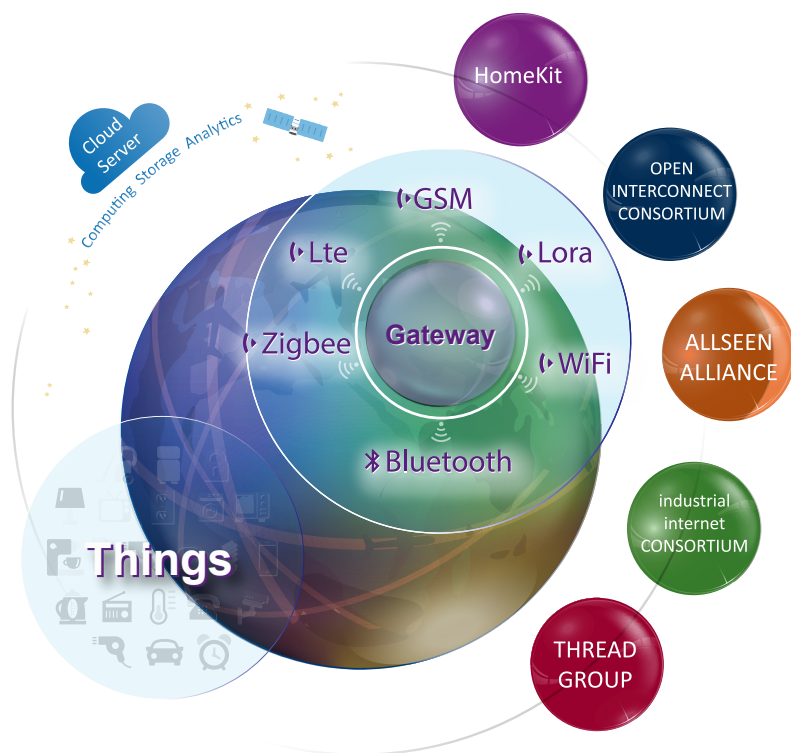 HomeKit
Cloud
Server
Computing Storage Analytics
OPEN
INTERCONNECT
CONSORTIUM
GSM
Lte
Lora
Gateway
Zigbee
WiFi
ALLSEEN
ALLIANCE
Bluetooth
industrial
internet
CONSORTIUM
Things
THREAD
GROUP